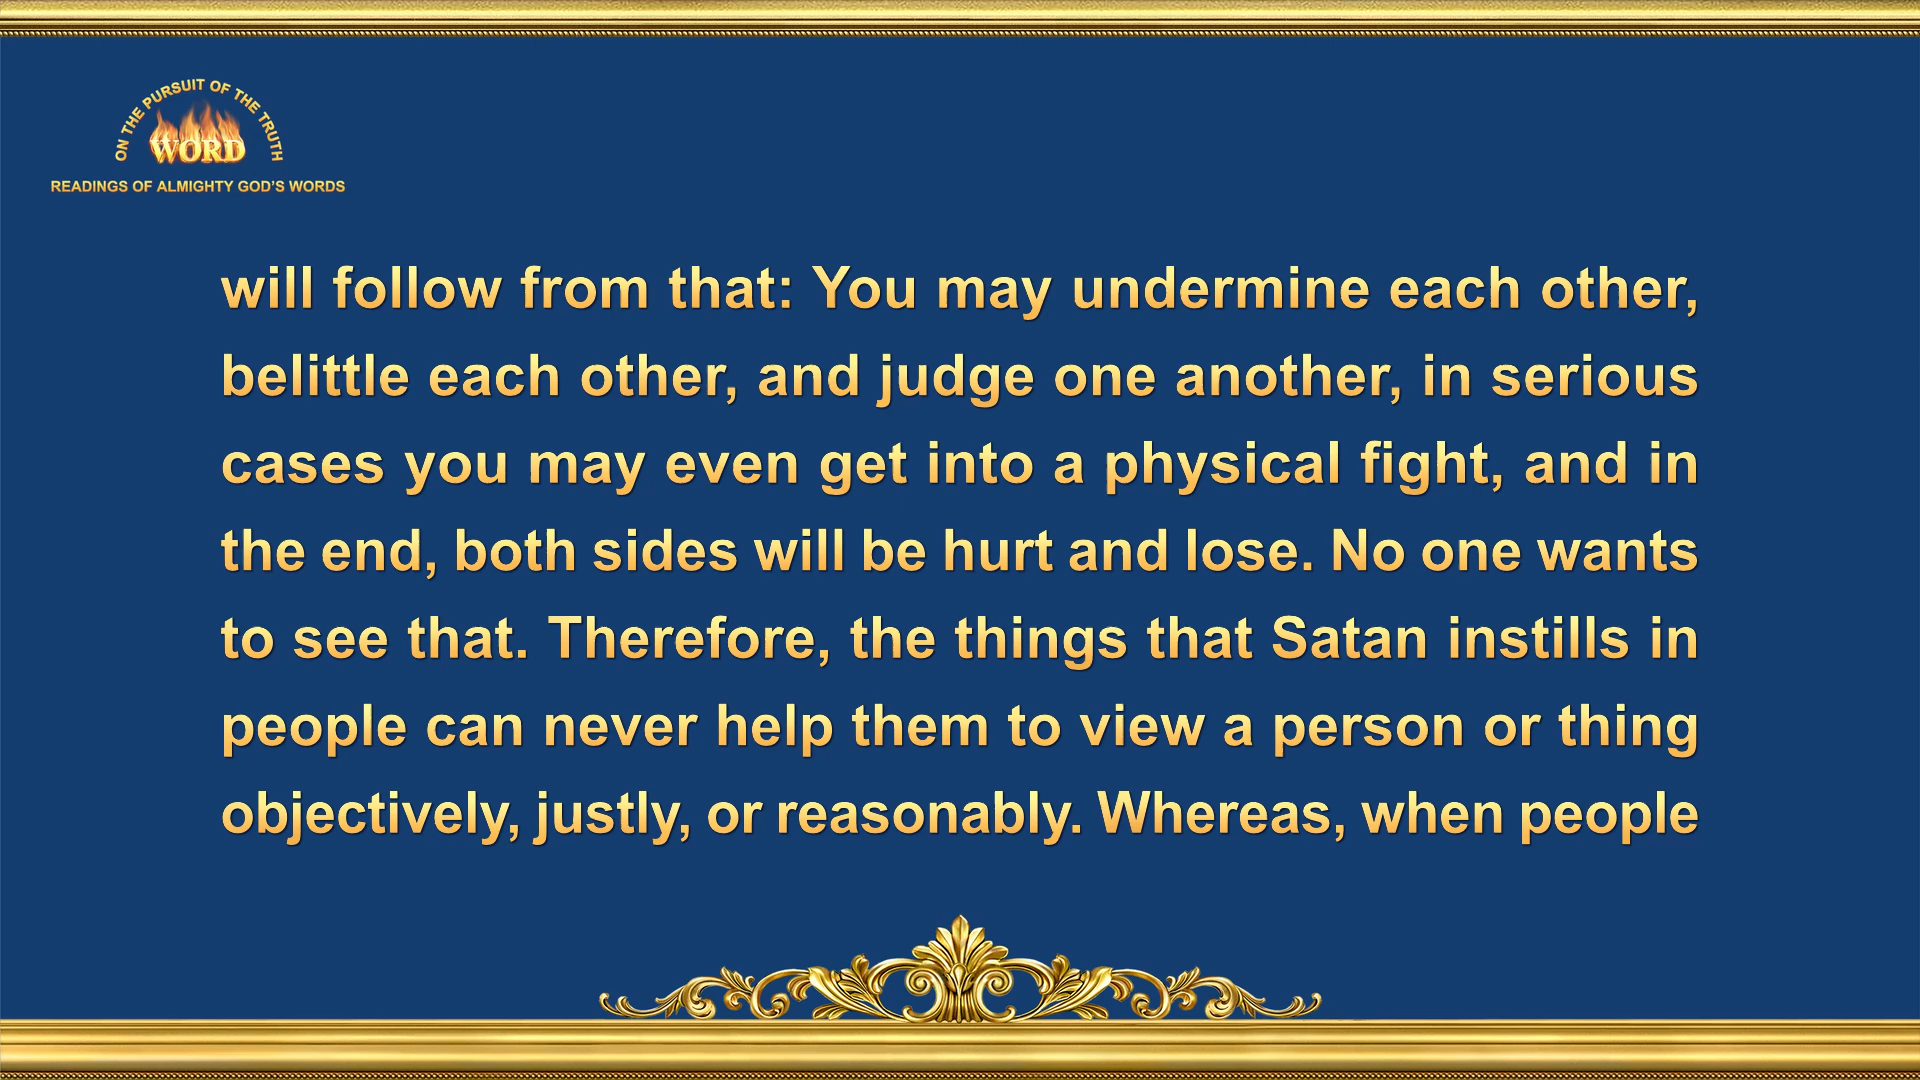 ON THE PURSUIT OF THE TRUTH
WORD
READINGS OF ALMIGHTY GOD'S WORDS
will follow from that: You may undermine each other,
belittle each other, and judge one another, in serious
cases you may even get into a physical fight, and in
the end, both sides will be hurt and lose. No one wants
to see that. Therefore, the things that Satan instills in
people can never help them to view a person or thing
objectively, justly, or reasonably. Whereas, when people